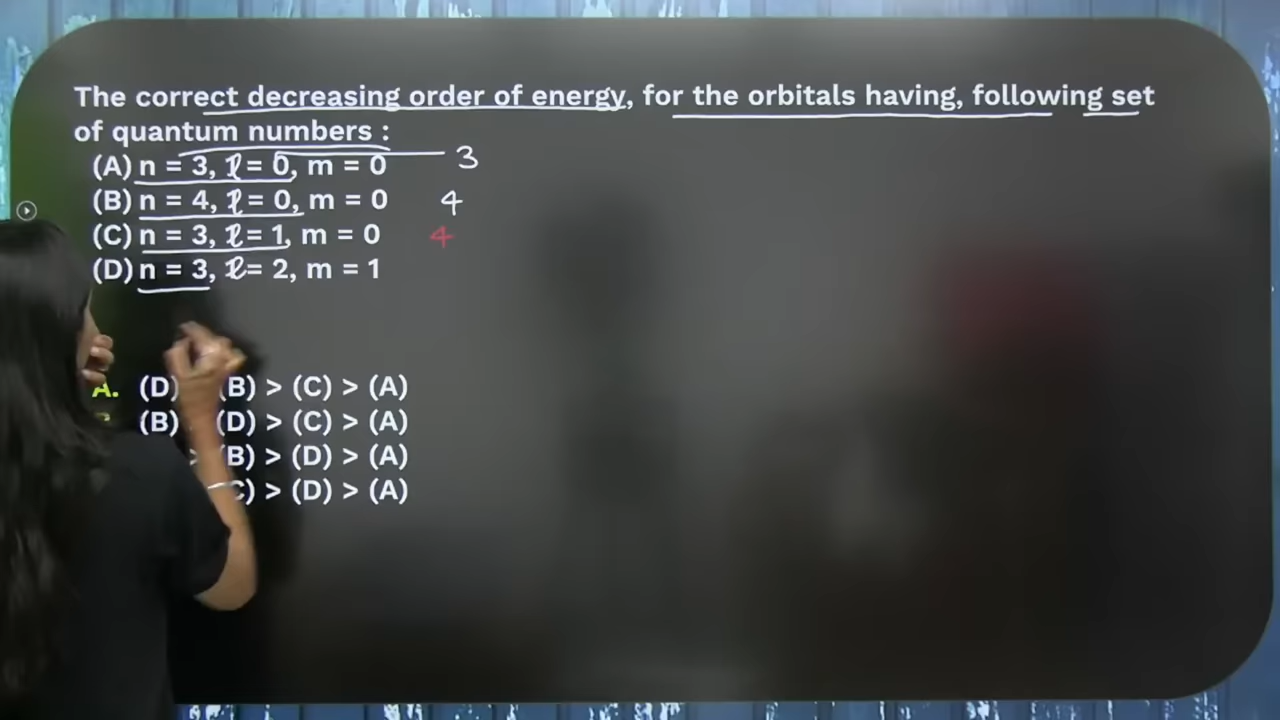 The correct decreasing order of energy, for the orbitals having, following set
of quantum numbers :
(A) n = 3, l = 0, m = 0 3
(B) n = 4, l = 0, m = 0 4
(C) n = 3, l = 1, m = 0 4
(D) n = 3, l = 2, m = 1
A. (D) (B) > (C) > (A)
(B) (D) > (C) > (A)
> (B) > (D) > (A)
(C) > (D) > (A)